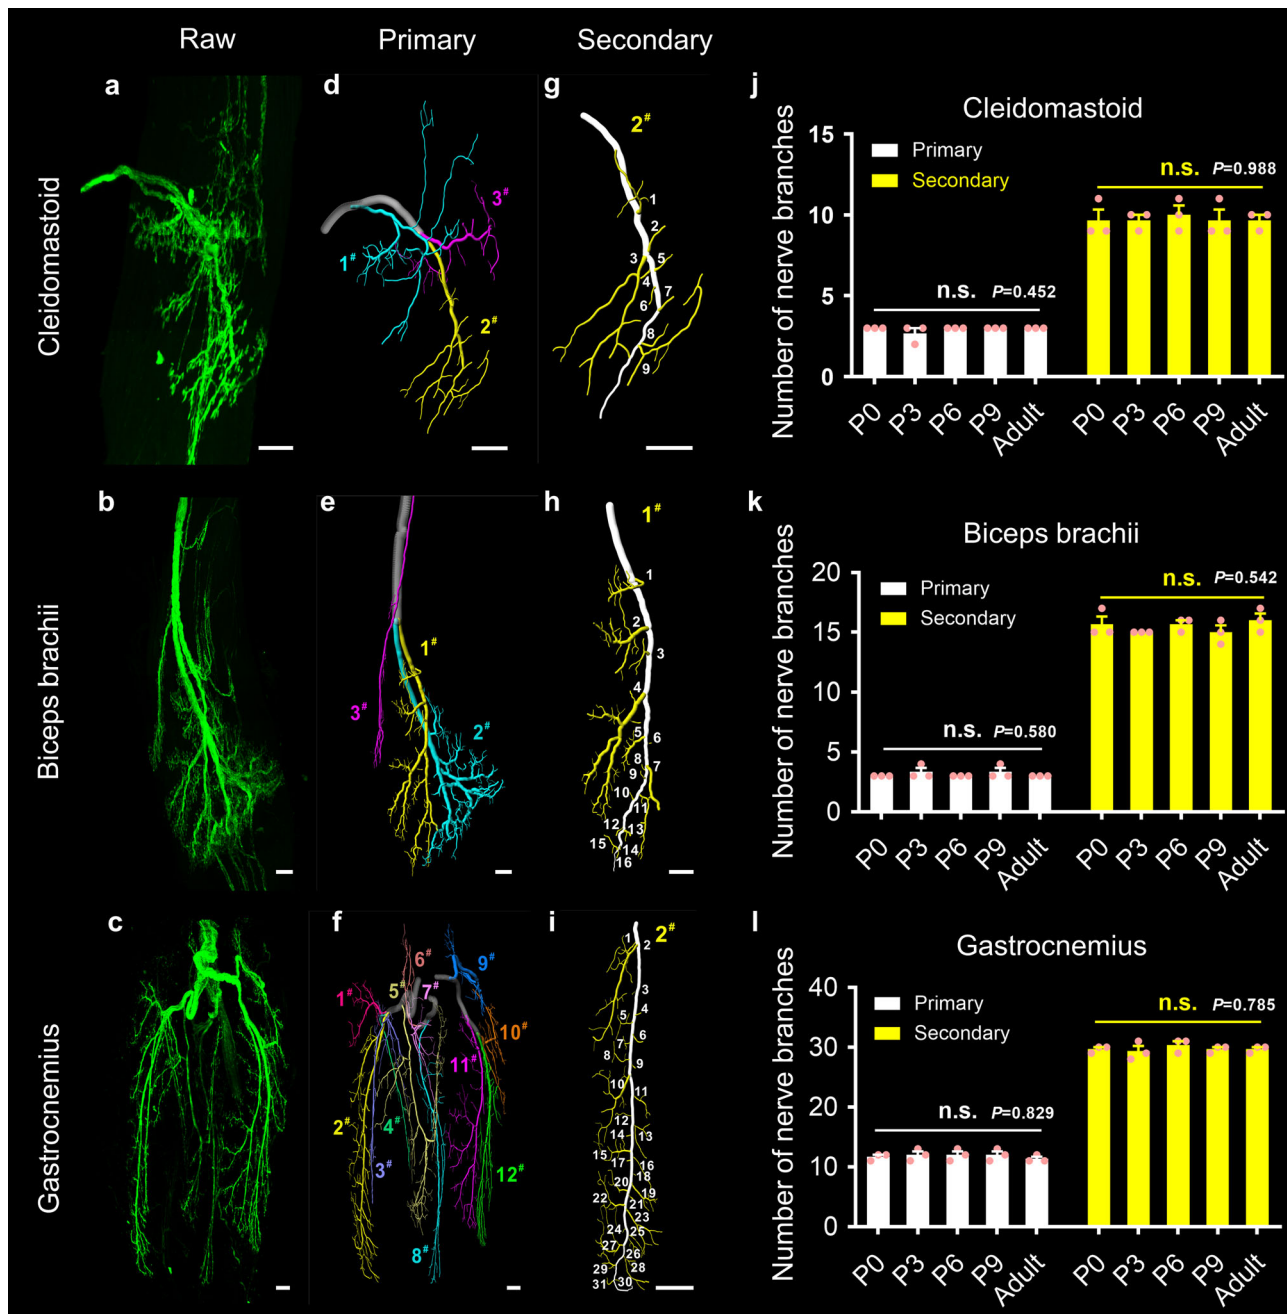 Raw
Primary
Secondary
Cleidomastoid
a
d
1#
2#
3#
g
2#
1
2
3
5
4
7
6
8
9
j
Cleidomastoid
Number of nerve branches
15
10
5
0
Primary
Secondary
n.s. P=0.452
n.s. P=0.988
P0
P3
P6
P9
Adult
P0
P3
P6
P9
Adult
Biceps brachii
b
e
1#
2#
3#
h
1#
1
2
3
4
5
6
8
7
9
10
11
12
13
15
14
16
k
Biceps brachii
Number of nerve branches
20
15
10
5
0
Primary
Secondary
n.s. P=0.580
n.s. P=0.542
P0
P3
P6
P9
Adult
P0
P3
P6
P9
Adult
Gastrocnemius
c
f
6#
9#
1#
5#
7#
10#
11#
2#
4#
3#
12#
8#
i
2#
1
2
3
4
5
6
7
8
9
10
11
12
14
13
15
17
16
18
20
19
22
21
23
24
25
27
26
29
28
31
30
l
Gastrocnemius
Number of nerve branches
40
30
20
10
0
Primary
Secondary
n.s. P=0.829
n.s. P=0.785
P0
P3
P6
P9
Adult
P0
P3
P6
P9
Adult